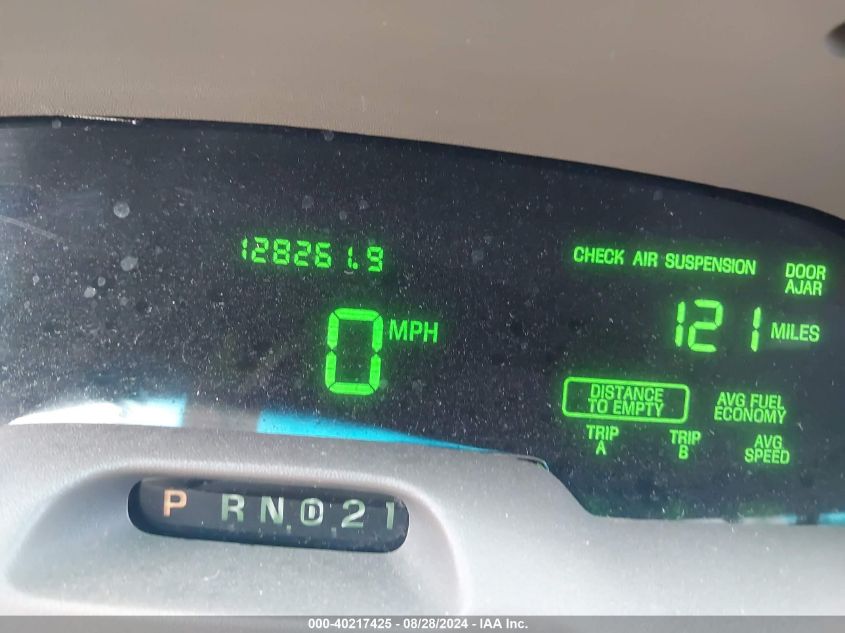 128261.9
CHECK AIR SUSPENSION
DOOR
AJAR
0 MPH
121 MILES
DISTANCE
TO EMPTY
AVG FUEL
ECONOMY
TRIP
A
TRIP
B
AVG
SPEED
P R N D 2 1
000-40217425 - 08/28/2024 - IAA Inc.